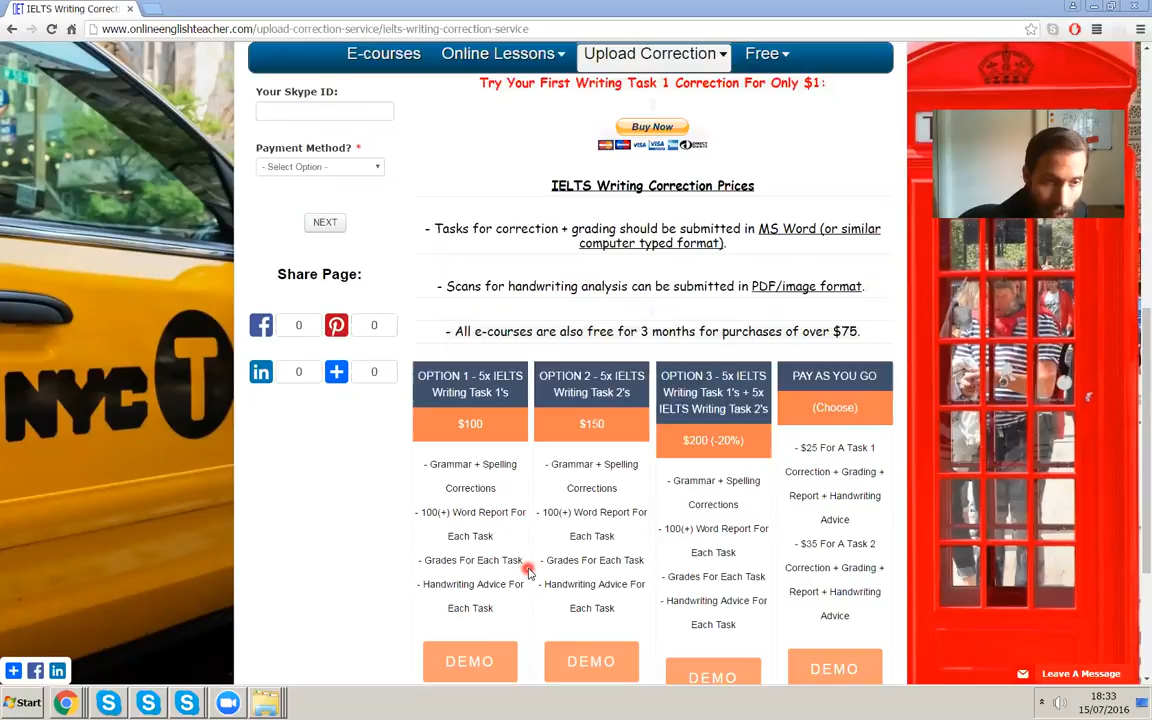 IELTS Writing Correcti
www.onlineenglishteacher.com/upload-correction-service/ielts-writing-correction-service
E-courses Online Lessons Upload Correction Free
Your Skype ID:
Payment Method? *
- Select Option -
NEXT
Share Page:
0 0
0 0
Try Your First Writing Task 1 Correction For Only $1:
Buy Now
VISA VISA
IELTS Writing Correction Prices
- Tasks for correction + grading should be submitted in MS Word (or similar
computer typed format).
- Scans for handwriting analysis can be submitted in PDF/image format.
- All e-courses are also free for 3 months for purchases of over $75.
OPTION 1 - 5x IELTS
Writing Task 1's
$100
- Grammar + Spelling
Corrections
- 100(+) Word Report For
Each Task
- Grades For Each Task
- Handwriting Advice For
Each Task
DEMO
OPTION 2 - 5x IELTS
Writing Task 2's
$150
- Grammar + Spelling
Corrections
- 100(+) Word Report For
Each Task
- Grades For Each Task
- Handwriting Advice For
Each Task
DEMO
OPTION 3 - 5x IELTS
Writing Task 1's + 5x
IELTS Writing Task 2's
$200 (-20%)
- Grammar + Spelling
Corrections
- 100(+) Word Report For
Each Task
- Grades For Each Task
- Handwriting Advice For
Each Task
DEMO
PAY AS YOU GO
(Choose)
- $25 For A Task 1
Correction + Grading +
Report + Handwriting
Advice
- $35 For A Task 2
Correction + Grading +
Report + Handwriting
Advice
DEMO
NYC T
Leave A Message
Start
18:33
15/07/2016